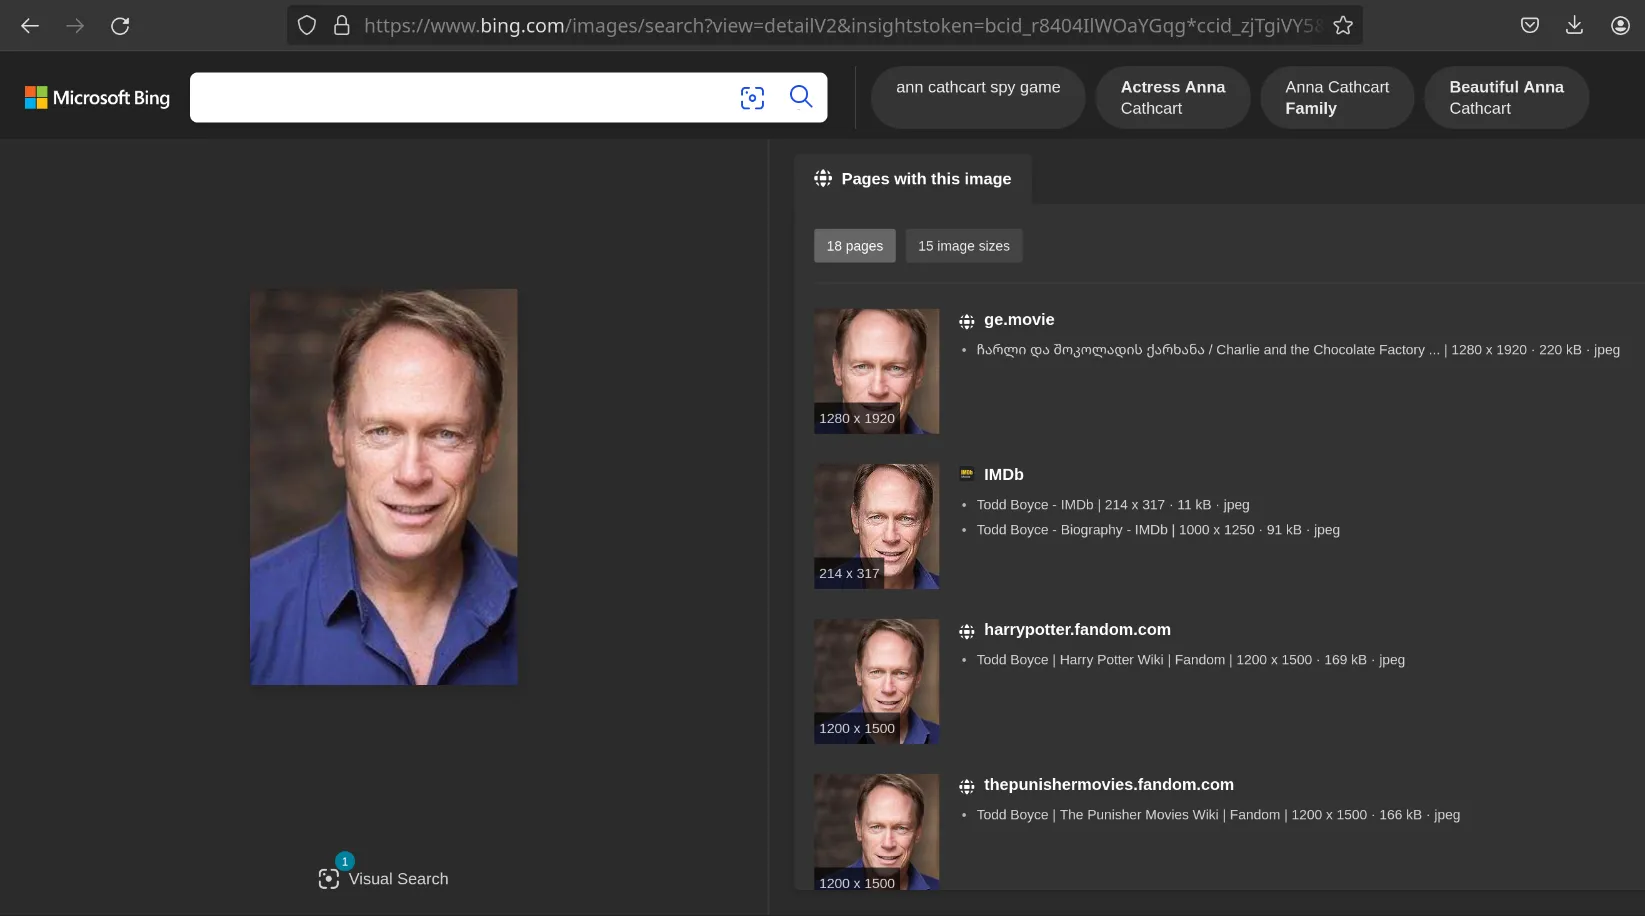 https://www.bing.com/images/search?view=detailV2&insightstoken=bcid_r8404IlWOaYGqg*ccid_zjTgiVY58
Microsoft Bing
ann cathcart spy game
Actress Anna
Cathcart
Anna Cathcart
Family
Beautiful Anna
Cathcart
Pages with this image
18 pages
15 image sizes
ge.movie
• ჩარლი და შოკოლადის ქარხანა / Charlie and the Chocolate Factory ... | 1280 x 1920 · 220 kB · jpeg
1280 x 1920
IMDb
IMDb
• Todd Boyce - IMDb | 214 x 317 · 11 kB · jpeg
• Todd Boyce - Biography - IMDb | 1000 x 1250 · 91 kB · jpeg
214 x 317
harrypotter.fandom.com
• Todd Boyce | Harry Potter Wiki | Fandom | 1200 x 1500 · 169 kB · jpeg
1200 x 1500
thepunishermovies.fandom.com
• Todd Boyce | The Punisher Movies Wiki | Fandom | 1200 x 1500 · 166 kB · jpeg
1200 x 1500
1
Visual Search